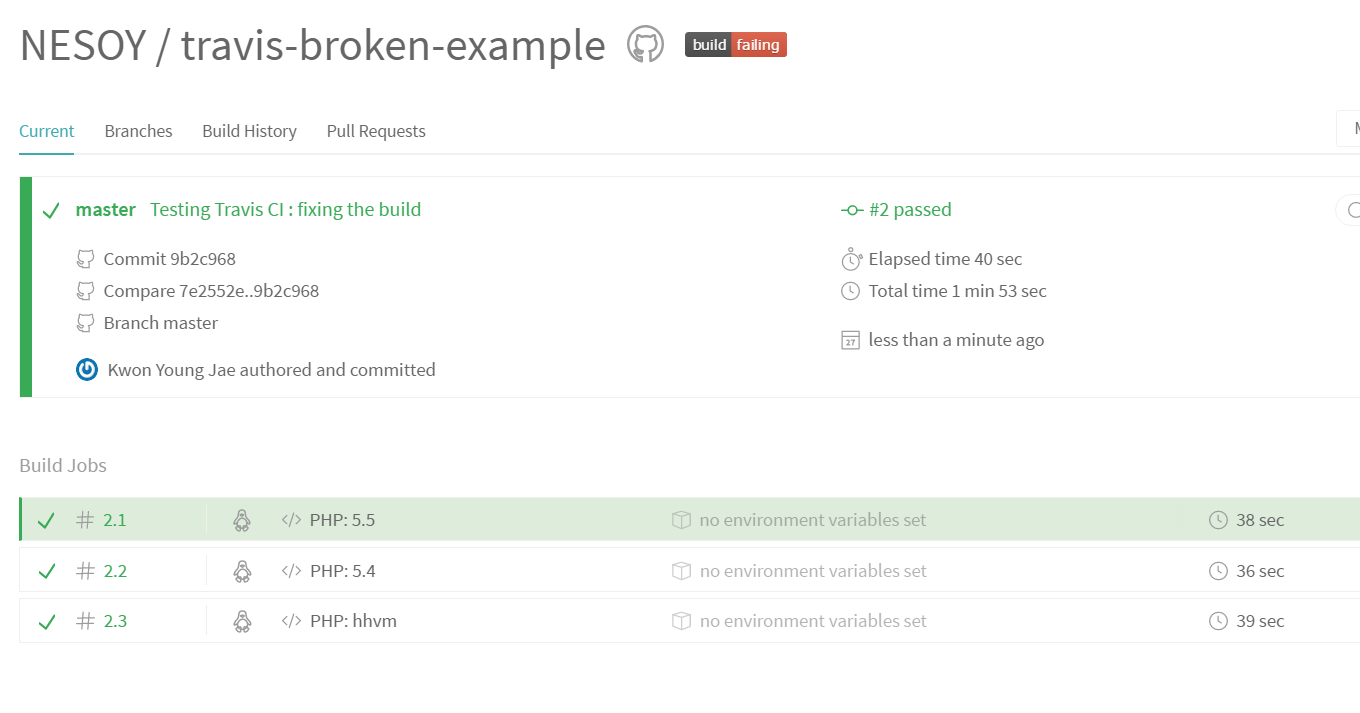 NESOY / travis-broken-example build failing
Current Branches Build History Pull Requests
master Testing Travis CI : fixing the build #2 passed
Commit 9b2c968 Elapsed time 40 sec
Compare 7e2552e..9b2c968 Total time 1 min 53 sec
Branch master
27 less than a minute ago
Kwon Young Jae authored and committed
Build Jobs
# 2.1 </> PHP: 5.5 no environment variables set 38 sec
# 2.2 </> PHP: 5.4 no environment variables set 36 sec
# 2.3 </> PHP: hhvm no environment variables set 39 sec